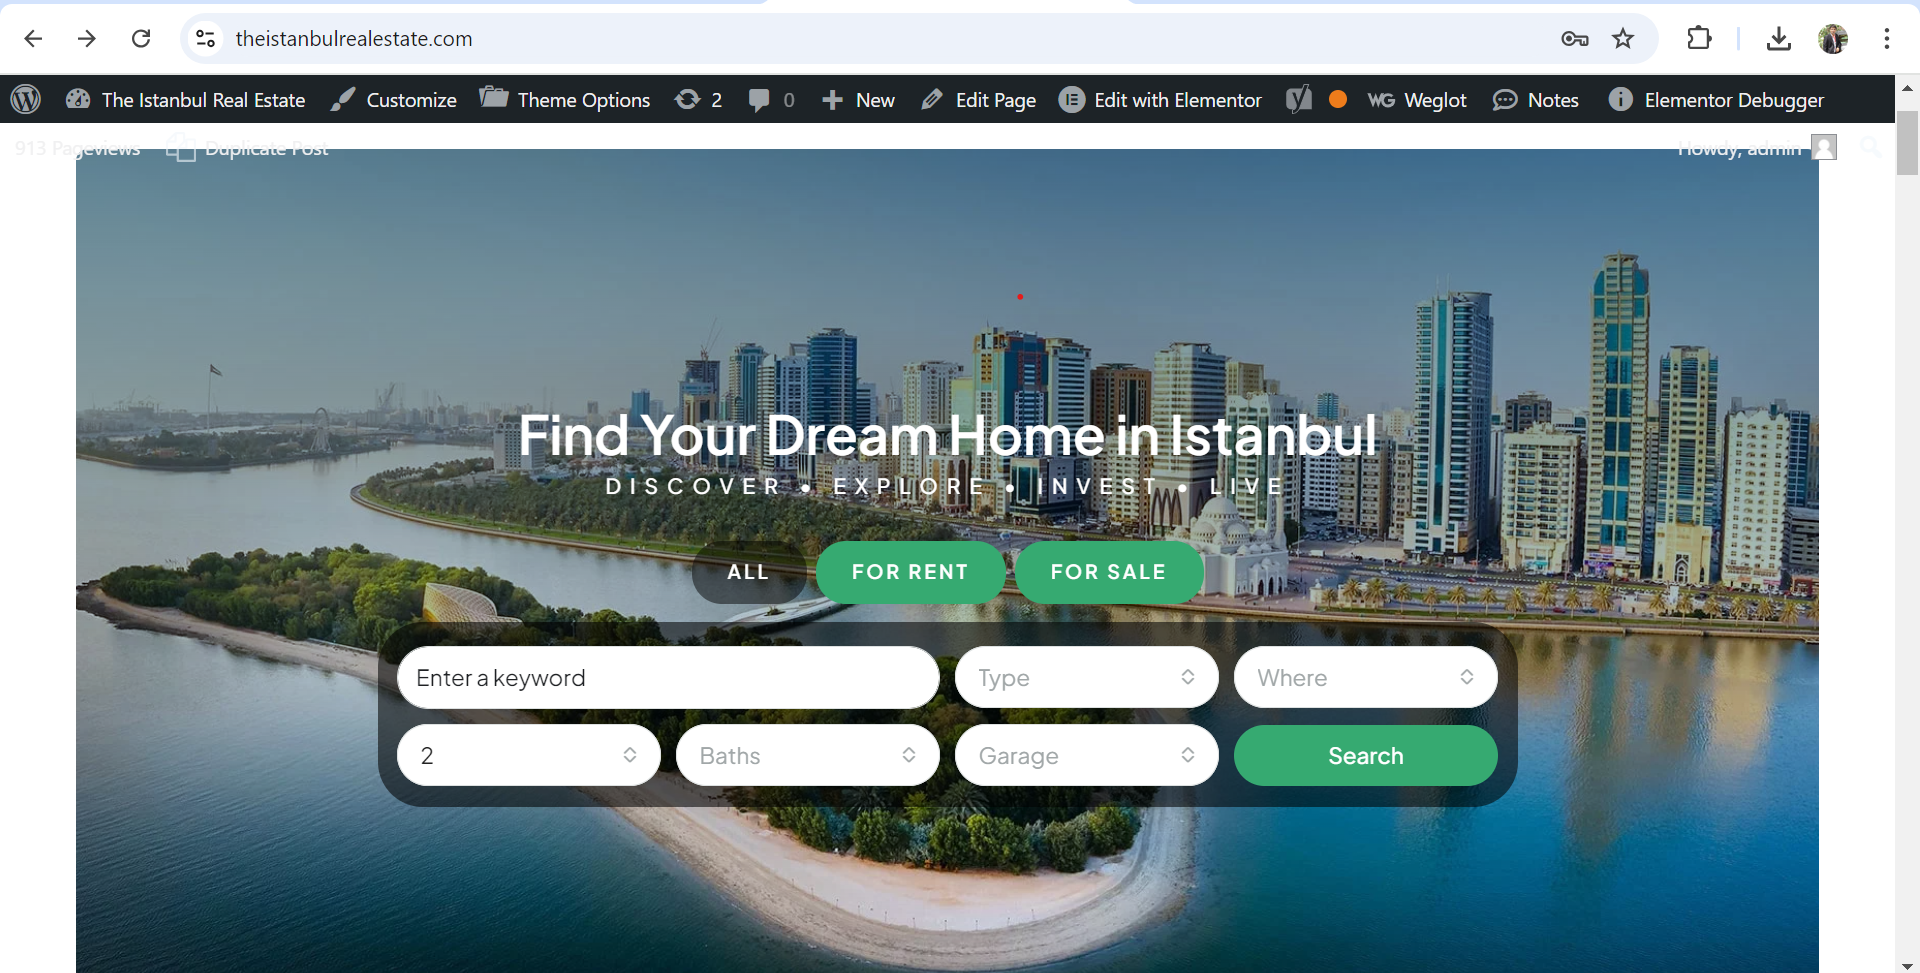 theistanbulrealestate.com
The Istanbul Real Estate Customize Theme Options 2 0 New Edit Page Edit with Elementor WG Weglot Notes Elementor Debugger
913 Pageviews Duplicate Post Howdy, admin
Find Your Dream Home in Istanbul
DISCOVER • EXPLORE • INVEST • LIVE
ALL FOR RENT FOR SALE
Enter a keyword Type Where
2 Baths Garage Search